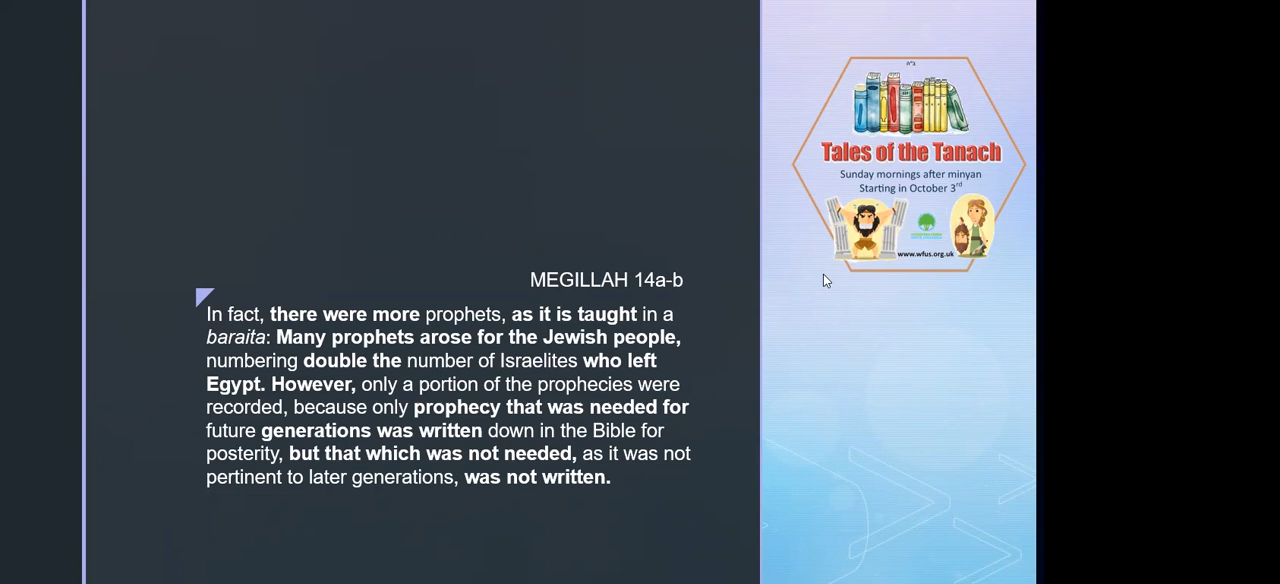 MEGILLAH 14a-b
In fact, there were more prophets, as it is taught in a
baraita: Many prophets arose for the Jewish people,
numbering double the number of Israelites who left
Egypt. However, only a portion of the prophecies were
recorded, because only prophecy that was needed for
future generations was written down in the Bible for
posterity, but that which was not needed, as it was not
pertinent to later generations, was not written.
בס"ד
Tales of the Tanach
Sunday mornings after minyan
Starting in October 3rd
www.wfus.org.uk